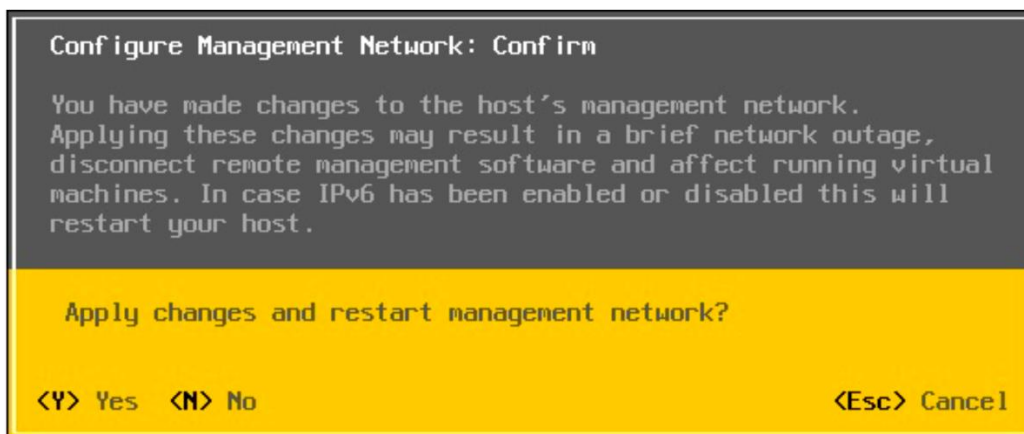 Configure Management Network: Confirm
You have made changes to the host's management network.
Applying these changes may result in a brief network outage,
disconnect remote management software and affect running virtual
machines. In case IPv6 has been enabled or disabled this will
restart your host.
Apply changes and restart management network?
<Y> Yes <N> No <Esc> Cancel